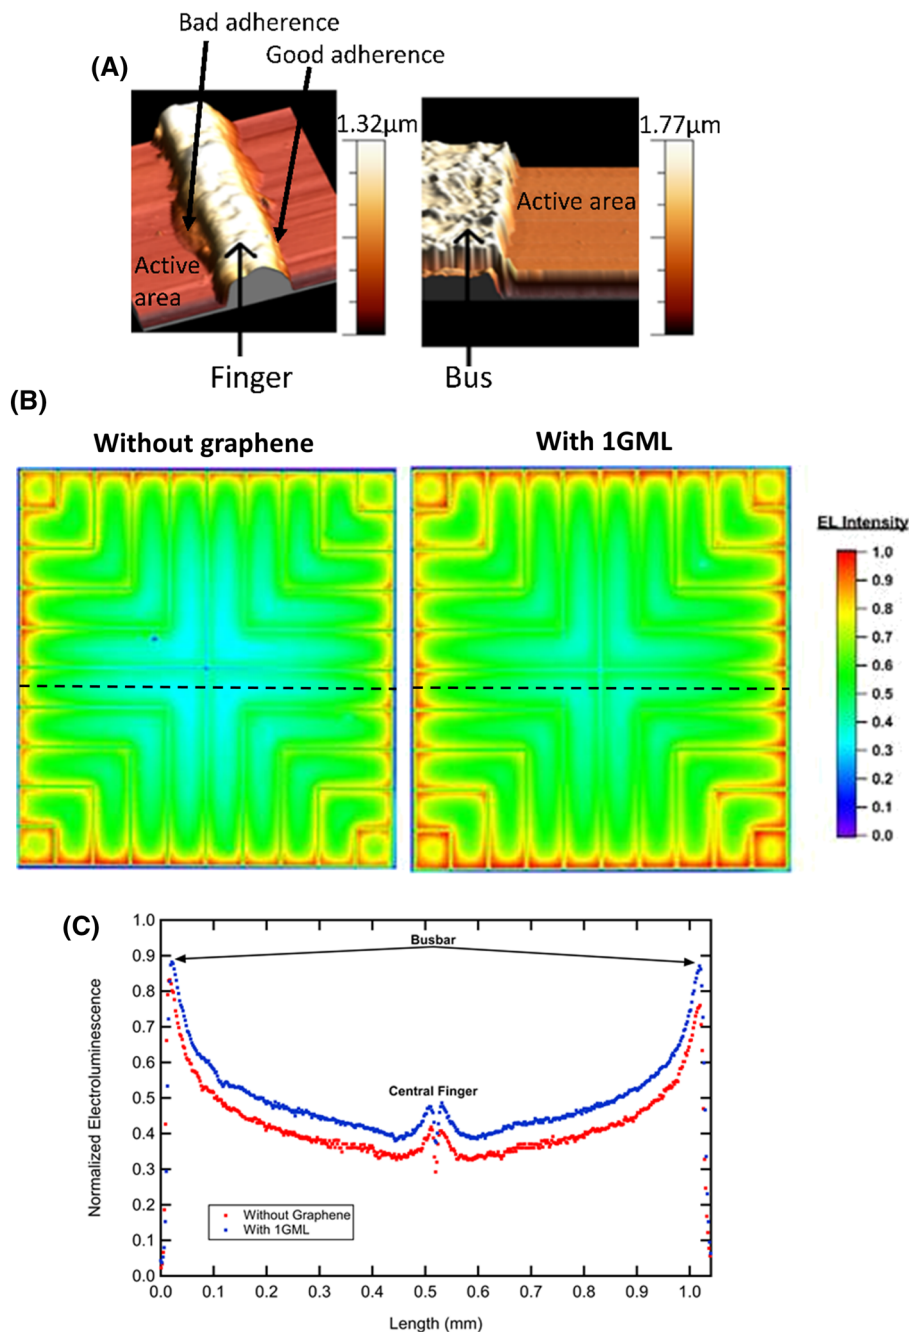 Bad adherence
Good adherence
(A)
1.32µm
1.77µm
Active area
Active
area
Finger
Bus
(B)
Without graphene
With 1GML
EL Intensity
1.0
0.9
0.8
0.7
0.6
0.5
0.4
0.3
0.2
0.1
0.0
(C)
1.0
0.9
0.8
0.7
0.6
0.5
0.4
0.3
0.2
0.1
0.0
Normalized Electroluminescence
Busbar
Central Finger
Without Graphene
With 1GML
0.0 0.1 0.2 0.3 0.4 0.5 0.6 0.7 0.8 0.9 1.0
Length (mm)